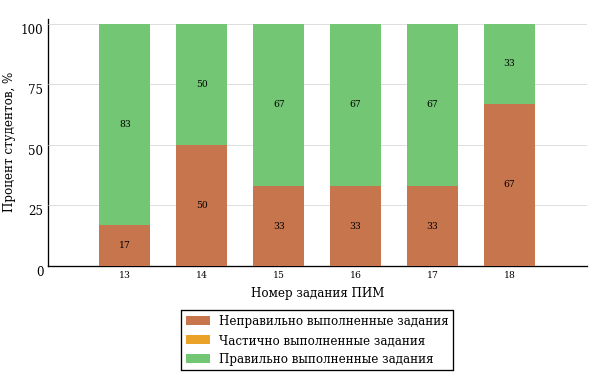 Процент студентов, %
100
75
50
25
0
83
17
50
50
67
33
67
33
67
33
33
67
13 14 15 16 17 18
Номер задания ПИМ
Неправильно выполненные задания
Частично выполненные задания
Правильно выполненные задания